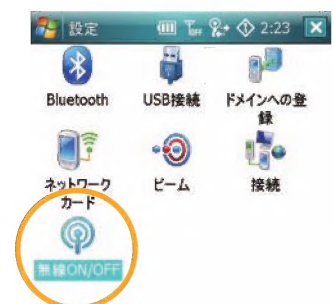 設定 2:23
Bluetooth USB接続 ドメインへの登
録
ネットワーク
カード ビーム 接続
無線ON/OFF